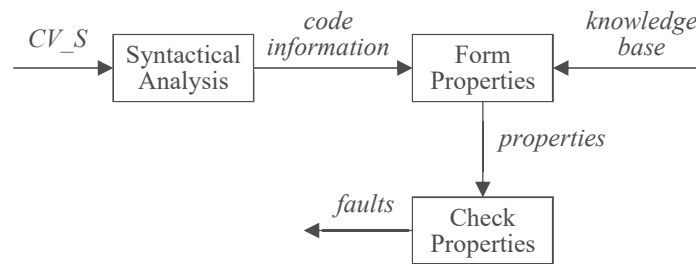 CV_S
Syntactical
Analysis
code
information
Form
Properties
knowledge
base
properties
faults
Check
Properties